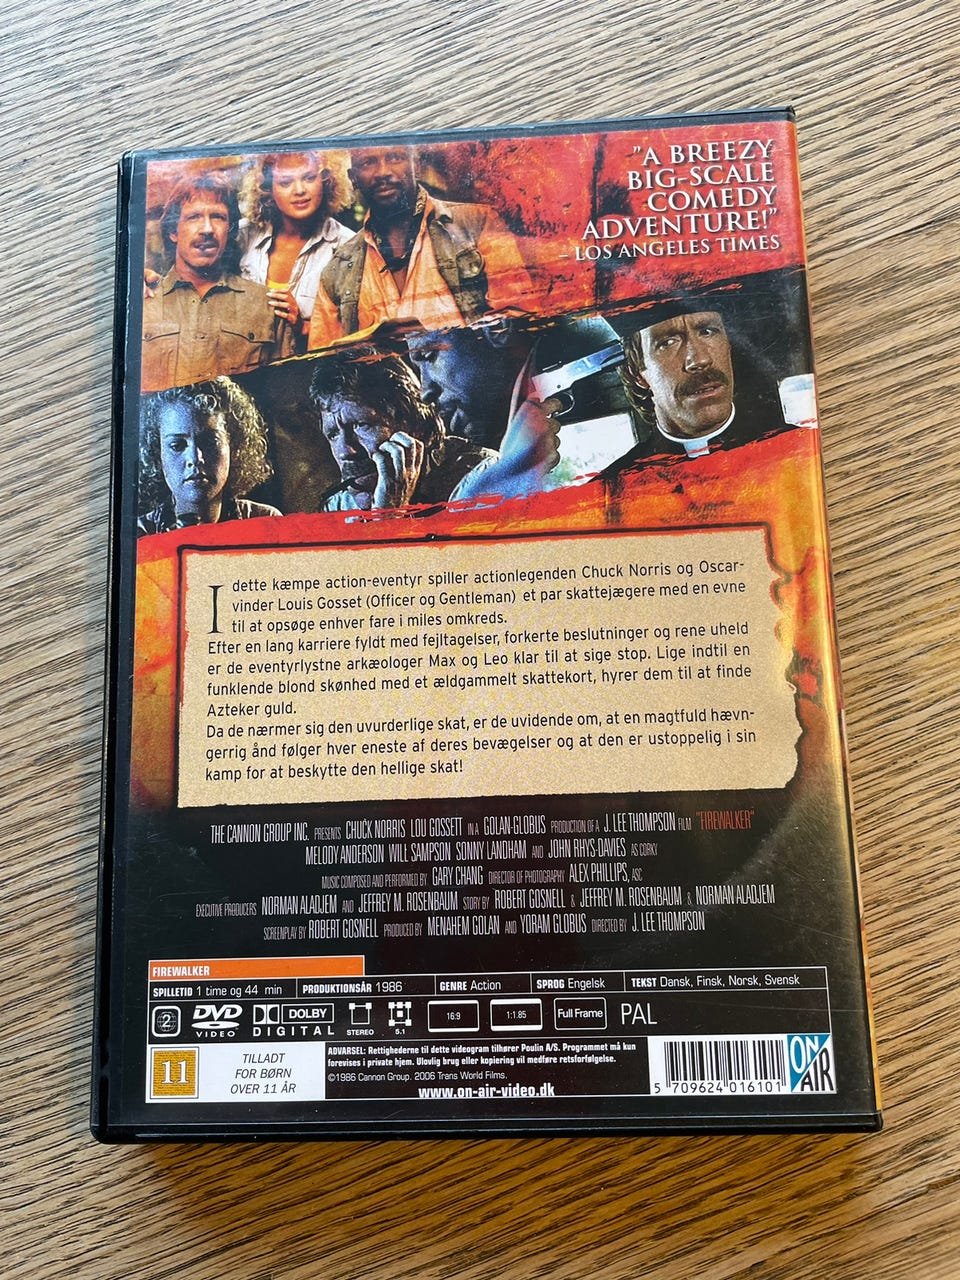 "A BREEZY
BIG-SCALE
COMEDY
ADVENTURE!"
– LOS ANGELES TIMES
I dette kæmpe action-eventyr spiller actionlegenden Chuck Norris og Oscar-
vinder Louis Gosset (Officer og Gentleman) et par skattejægere med en evne
til at opsøge enhver fare i miles omkreds.
Efter en lang karriere fyldt med fejltagelser, forkerte beslutninger og rene uheld
er de eventyrlystne arkæologer Max og Leo klar til at sige stop. Lige indtil en
funklende blond skønhed med et ældgammelt skattekort, hyrer dem til at finde
Azteker guld.
Da de nærmer sig den uvurderlige skat, er de uvidende om, at en magtfuld hævn-
gerrig ånd følger hver eneste af deres bevægelser og at den er ustoppelig i sin
kamp for at beskytte den hellige skat!
THE CANNON GROUP INC. PRESENTS CHUCK NORRIS LOU GOSSETT IN A GOLAN-GLOBUS PRODUCTION OF A J. LEE THOMPSON FILM "FIREWALKER"
MELODY ANDERSON WILL SAMPSON SONNY LANDHAM AND JOHN RHYS-DAVIES AS CORKY
MUSIC COMPOSED AND PERFORMED BY GARY CHANG DIRECTOR OF PHOTOGRAPHY ALEX PHILLIPS, ASC
EXECUTIVE PRODUCERS NORMAN ALADJEM AND JEFFREY M. ROSENBAUM STORY BY ROBERT GOSNELL & JEFFREY M. ROSENBAUM & NORMAN ALADJEM
SCREENPLAY BY ROBERT GOSNELL PRODUCED BY MENAHEM GOLAN AND YORAM GLOBUS DIRECTED BY J. LEE THOMPSON
FIREWALKER
SPILLETID 1 time og 44 min PRODUKTIONSÅR 1986 GENRE Action SPROG Engelsk TEKST Dansk, Finsk, Norsk, Svensk
2 DVD VIDEO DOLBY DIGITAL STEREO 5.1 16:9 1:1.85 Full Frame PAL
11
TILLADT
FOR BØRN
OVER 11 ÅR
ADVARSEL: Rettighederne til dette videogram tilhører Poulin A/S. Programmet må kun
forevises i private hjem. Ulovlig brug eller kopiering vil medføre retsforfølgelse.
©1986 Cannon Group. 2006 Trans World Films.
www.on-air-video.dk
5 709624 016101
ON
AIR